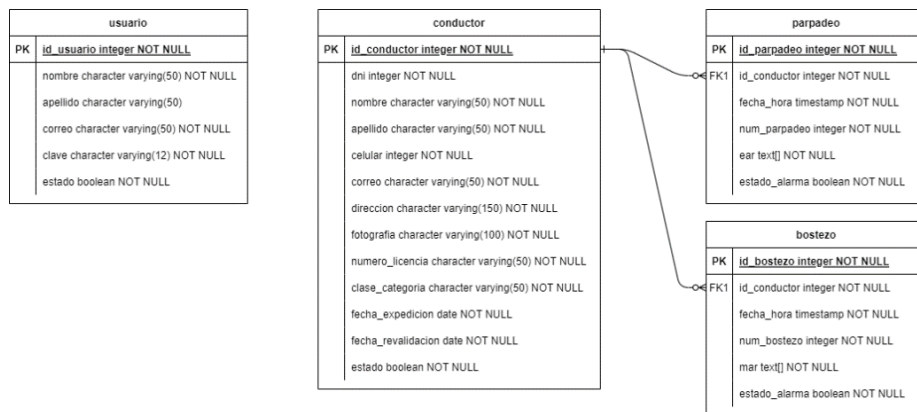 usuario
PK id_usuario integer NOT NULL
nombre character varying(50) NOT NULL
apellido character varying(50)
correo character varying(50) NOT NULL
clave character varying(12) NOT NULL
estado boolean NOT NULL
conductor
PK id_conductor integer NOT NULL
dni integer NOT NULL
nombre character varying(50) NOT NULL
apellido character varying(50) NOT NULL
celular integer NOT NULL
correo character varying(50) NOT NULL
direccion character varying(150) NOT NULL
fotografia character varying(100) NOT NULL
numero_licencia character varying(50) NOT NULL
clase_categoria character varying(50) NOT NULL
fecha_expedicion date NOT NULL
fecha_revalidacion date NOT NULL
estado boolean NOT NULL
parpadeo
PK id_parpadeo integer NOT NULL
FK1 id_conductor integer NOT NULL
fecha_hora timestamp NOT NULL
num_parpadeo integer NOT NULL
ear text[] NOT NULL
estado_alarma boolean NOT NULL
bostezo
PK id_bostezo integer NOT NULL
FK1 id_conductor integer NOT NULL
fecha_hora timestamp NOT NULL
num_bostezo integer NOT NULL
mar text[] NOT NULL
estado_alarma boolean NOT NULL